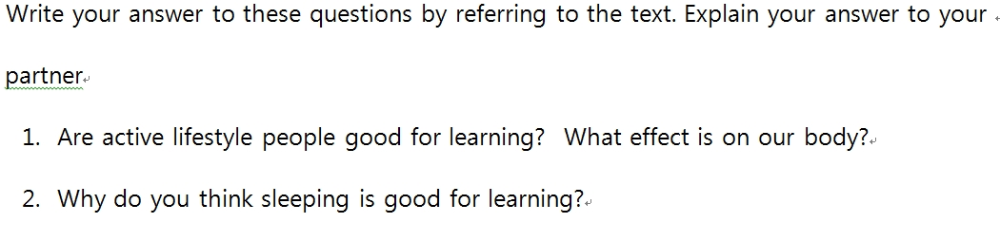 Write your answer to these questions by referring to the text. Explain your answer to your
partner
1. Are active lifestyle people good for learning?  What effect is on our body?
2. Why do you think sleeping is good for learning?